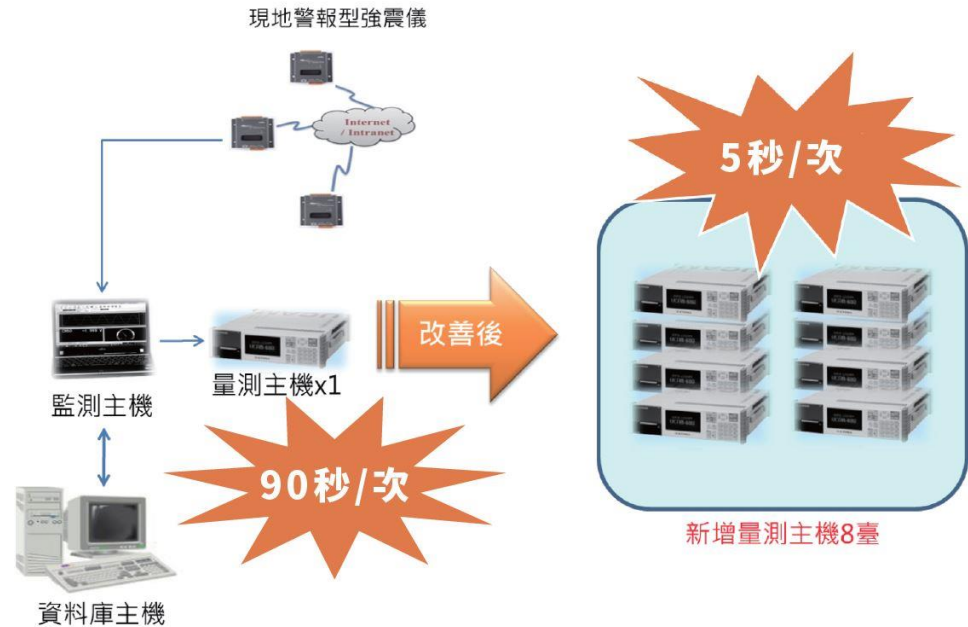 現地警報型強震儀
Internet
/ Intranet
5秒/次
改善後
監測主機
量測主機x1
90秒/次
新增量測主機8臺
資料庫主機